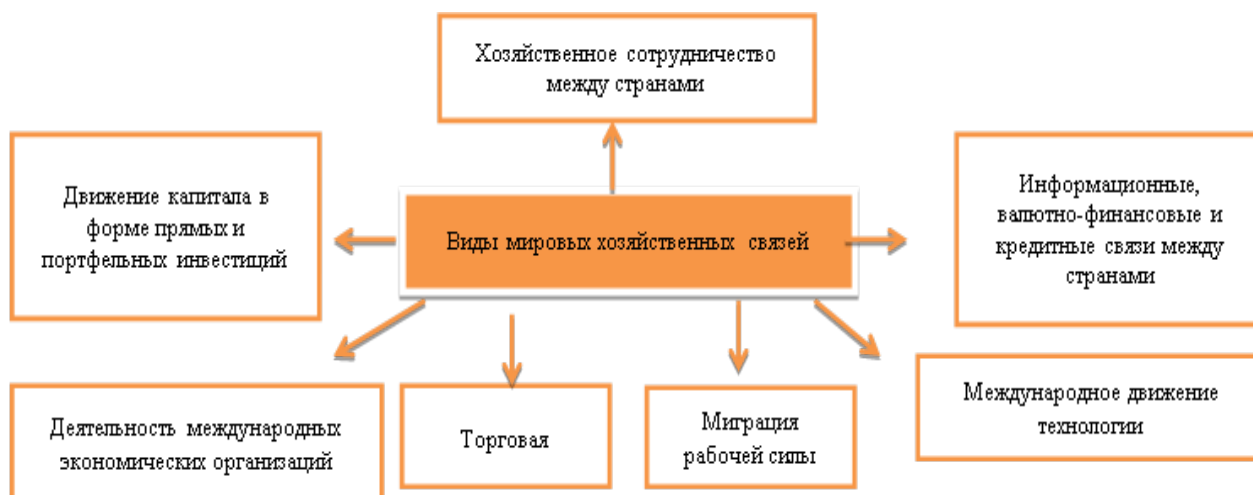 Хозяйственное сотрудничество
между странами
Движение капитала в
форме прямых и
портфельных инвестиций
Виды мировых хозяйственных связей
Информационные,
валютно-финансовые и
кредитные связи между
странами
Деятельность международных
экономических организаций
Торговая
Миграция
рабочей силы
Международное движение
технологии